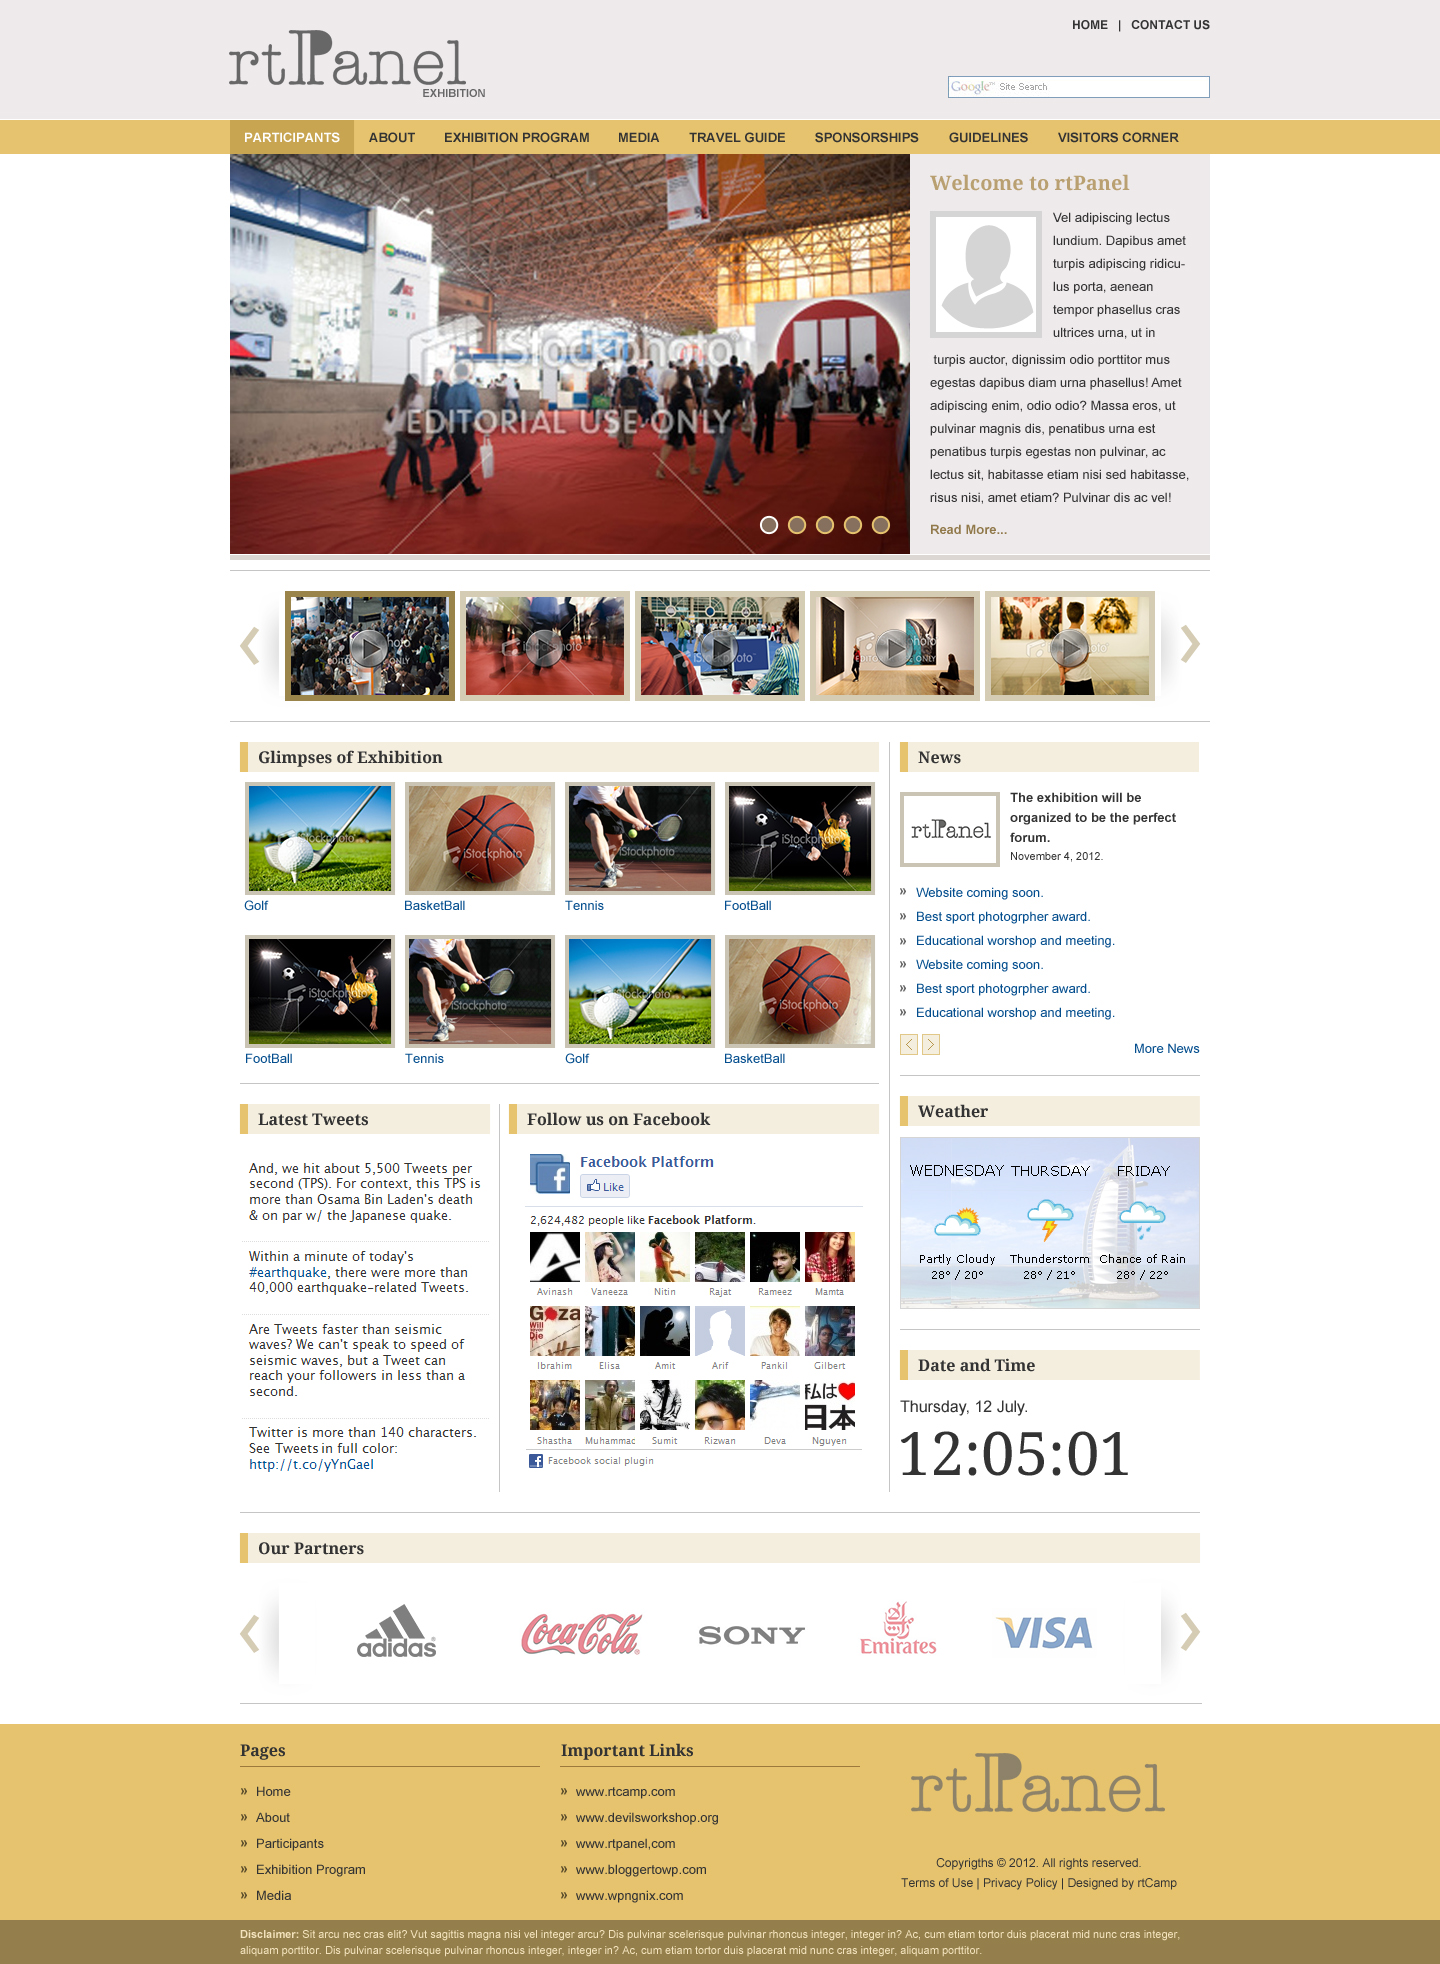 HOME | CONTACT US
rtPanel
EXHIBITION
Google™ Site Search
PARTICIPANTS ABOUT EXHIBITION PROGRAM MEDIA TRAVEL GUIDE SPONSORSHIPS GUIDELINES VISITORS CORNER
iStockphoto
EDITORIAL USE ONLY
Welcome to rtPanel
Vel adipiscing lectus
lundium. Dapibus amet
turpis adipiscing ridicu-
lus porta, aenean
tempor phasellus cras
ultrices urna, ut in
turpis auctor, dignissim odio porttitor mus
egestas dapibus diam urna phasellus! Amet
adipiscing enim, odio odio? Massa eros, ut
pulvinar magnis dis, penatibus urna est
penatibus turpis egestas non pulvinar, ac
lectus sit, habitasse etiam nisi sed habitasse,
risus nisi, amet etiam? Pulvinar dis ac vel!
Read More...
Glimpses of Exhibition
Golf BasketBall Tennis FootBall
FootBall Tennis Golf BasketBall
News
rtPanel
The exhibition will be
organized to be the perfect
forum.
November 4, 2012.
» Website coming soon.
» Best sport photogrpher award.
» Educational worshop and meeting.
» Website coming soon.
» Best sport photogrpher award.
» Educational worshop and meeting.
More News
Latest Tweets
And, we hit about 5,500 Tweets per
second (TPS). For context, this TPS is
more than Osama Bin Laden's death
& on par w/ the Japanese quake.
Within a minute of today's
#earthquake, there were more than
40,000 earthquake-related Tweets.
Are Tweets faster than seismic
waves? We can't speak to speed of
seismic waves, but a Tweet can
reach your followers in less than a
second.
Twitter is more than 140 characters.
See Tweets in full color:
http://t.co/yYnGaeI
Follow us on Facebook
Facebook Platform
Like
2,624,482 people like Facebook Platform.
Avinash Vaneeza Nitin Rajat Rameez Mamta
Goza
Will
Die
Ibrahim Elisa Amit Arif Pankil Gilbert
私は
日本
Shastha Muhammac Sumit Rizwan Deva Nguyen
Facebook social plugin
Weather
WEDNESDAY THURSDAY FRIDAY
Partly Cloudy Thunderstorm Chance of Rain
28° / 20° 28° / 21° 28° / 22°
Date and Time
Thursday, 12 July.
12:05:01
Our Partners
adidas Coca-Cola SONY Emirates VISA
Pages
» Home
» About
» Participants
» Exhibition Program
» Media
Important Links
» www.rtcamp.com
» www.devilsworkshop.org
» www.rtpanel,com
» www.bloggertowp.com
» www.wpngnix.com
rtPanel
Copyrigths © 2012. All rights reserved.
Terms of Use | Privacy Policy | Designed by rtCamp
Disclaimer: Sit arcu nec cras elit? Vut sagittis magna nisi vel integer arcu? Dis pulvinar scelerisque pulvinar rhoncus integer, integer in? Ac, cum etiam tortor duis placerat mid nunc cras integer,
aliquam porttitor. Dis pulvinar scelerisque pulvinar rhoncus integer, integer in? Ac, cum etiam tortor duis placerat mid nunc cras integer, aliquam porttitor.